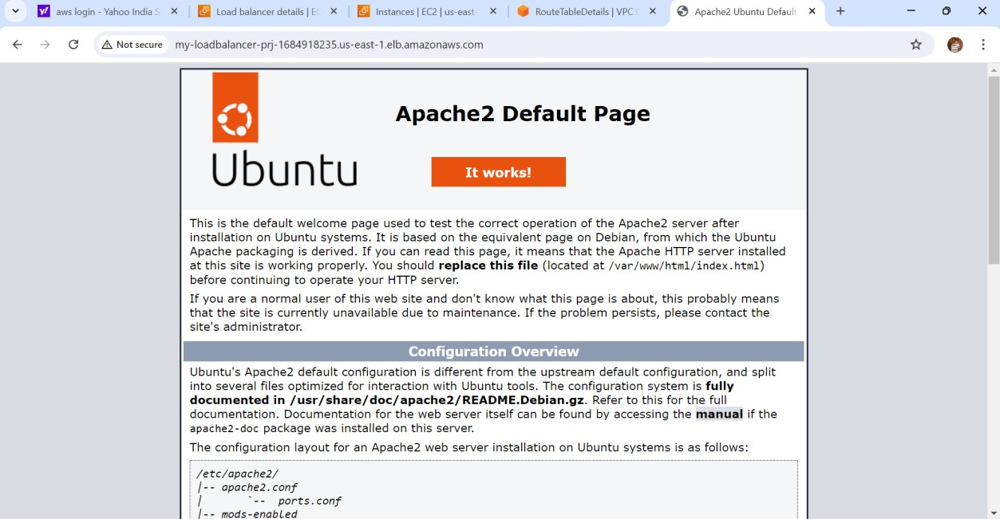 aws login - Yahoo India S
Load balancer details | EC
Instances | EC2 | us-east-
RouteTableDetails | VPC C
Apache2 Ubuntu Default
Not secure
my-loadbalancer-prj-1684918235.us-east-1.elb.amazonaws.com
Ubuntu
Apache2 Default Page
It works!
This is the default welcome page used to test the correct operation of the Apache2 server after
installation on Ubuntu systems. It is based on the equivalent page on Debian, from which the Ubuntu
Apache packaging is derived. If you can read this page, it means that the Apache HTTP server installed
at this site is working properly. You should replace this file (located at /var/www/html/index.html)
before continuing to operate your HTTP server.
If you are a normal user of this web site and don't know what this page is about, this probably means
that the site is currently unavailable due to maintenance. If the problem persists, please contact the
site's administrator.
Configuration Overview
Ubuntu's Apache2 default configuration is different from the upstream default configuration, and split
into several files optimized for interaction with Ubuntu tools. The configuration system is fully
documented in /usr/share/doc/apache2/README.Debian.gz. Refer to this for the full
documentation. Documentation for the web server itself can be found by accessing the manual if the
apache2-doc package was installed on this server.
The configuration layout for an Apache2 web server installation on Ubuntu systems is as follows:
/etc/apache2/
|-- apache2.conf
|       `--  ports.conf
|-- mods-enabled